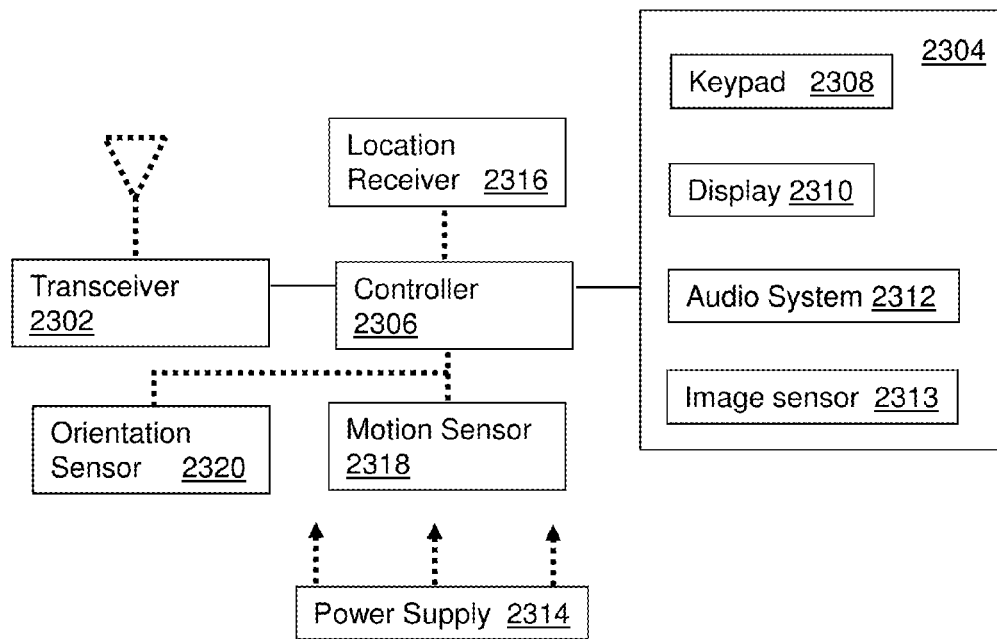 2304
Keypad 2308
Location
Receiver 2316
Display 2310
Transceiver
2302
Controller
2306
Audio System 2312
Image sensor 2313
Orientation
Sensor 2320
Motion Sensor
2318
Power Supply 2314